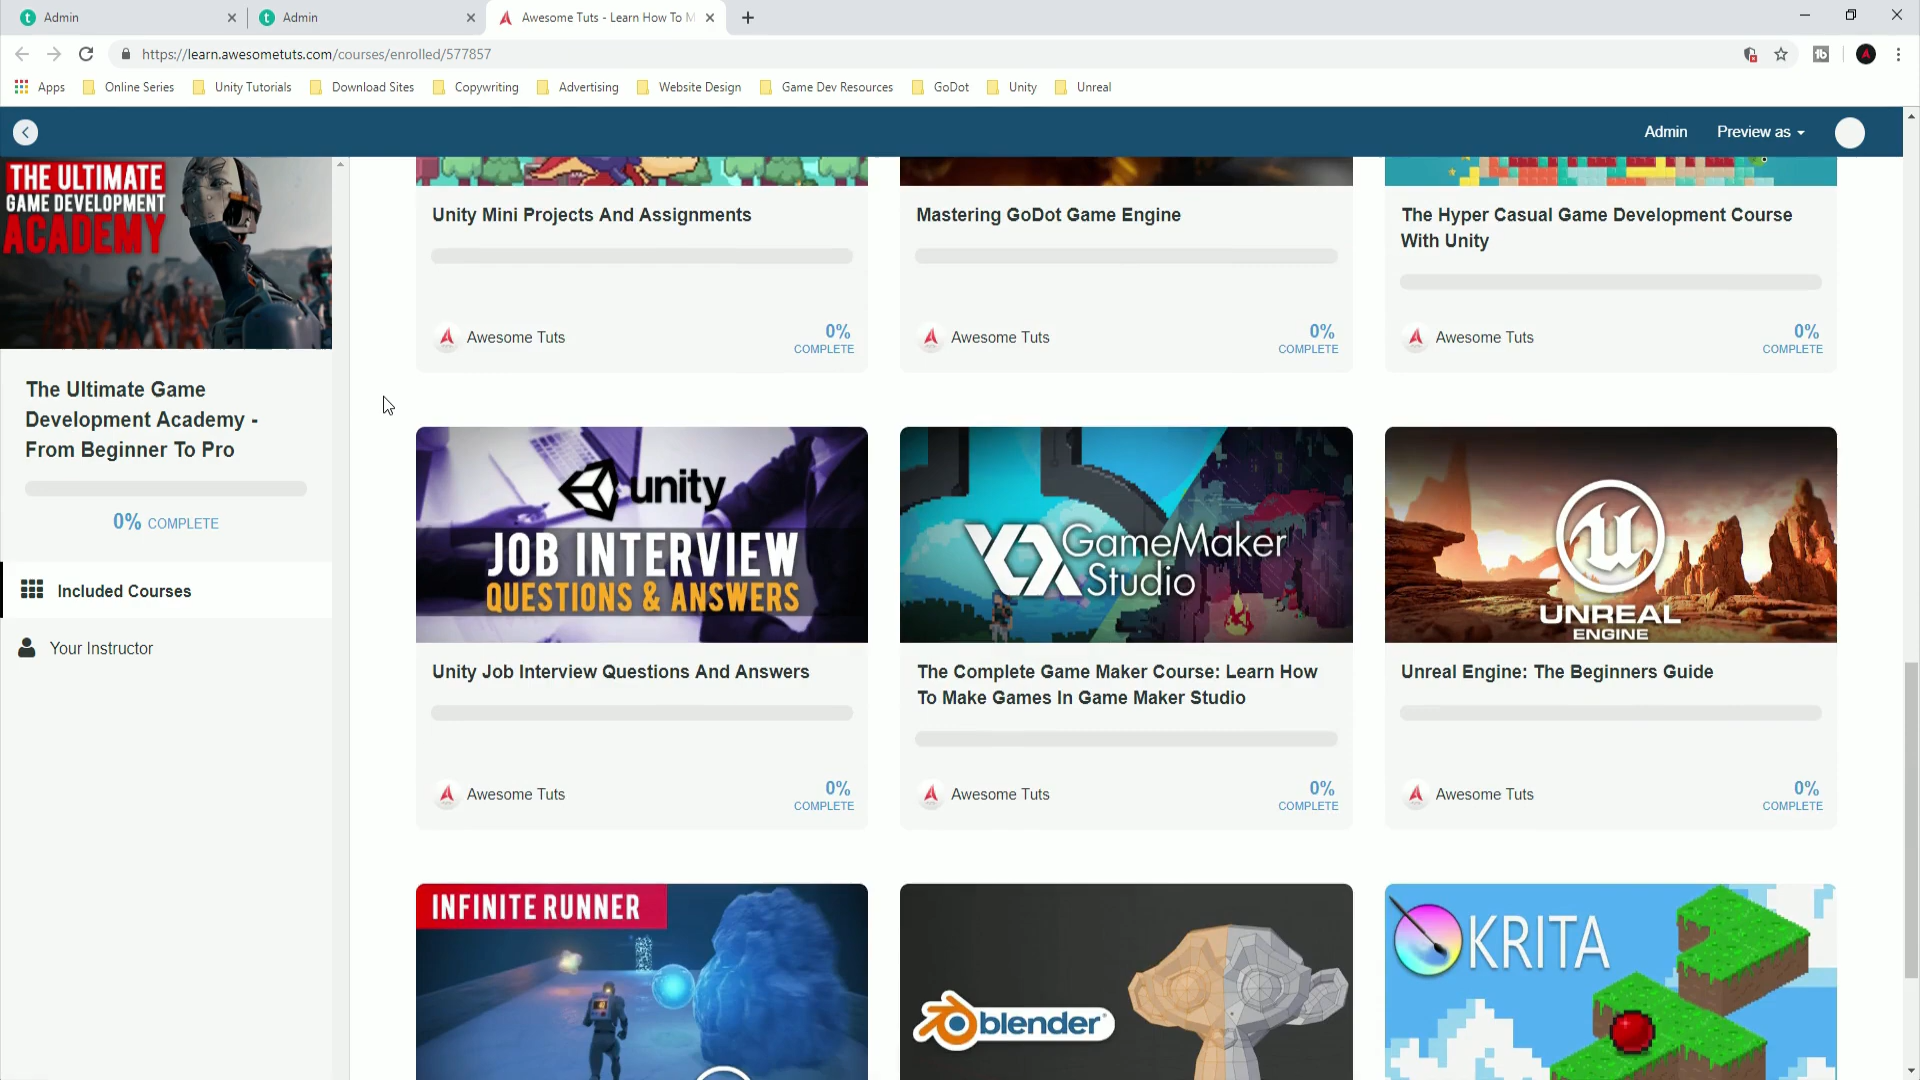 Admin
Admin
Awesome Tuts - Learn How To M
https://learn.awesometuts.com/courses/enrolled/577857
Apps
Online Series
Unity Tutorials
Download Sites
Copywriting
Advertising
Website Design
Game Dev Resources
GoDot
Unity
Unreal
Admin
Preview as
THE ULTIMATE
GAME DEVELOPMENT
ACADEMY
The Ultimate Game
Development Academy -
From Beginner To Pro
0% COMPLETE
Included Courses
Your Instructor
Unity Mini Projects And Assignments
Awesome Tuts
0%
COMPLETE
Mastering GoDot Game Engine
Awesome Tuts
0%
COMPLETE
The Hyper Casual Game Development Course
With Unity
Awesome Tuts
0%
COMPLETE
unity
JOB INTERVIEW
QUESTIONS & ANSWERS
Unity Job Interview Questions And Answers
Awesome Tuts
0%
COMPLETE
GameMaker
Studio
The Complete Game Maker Course: Learn How
To Make Games In Game Maker Studio
Awesome Tuts
0%
COMPLETE
UNREAL
ENGINE
Unreal Engine: The Beginners Guide
Awesome Tuts
0%
COMPLETE
INFINITE RUNNER
blender
KRITA